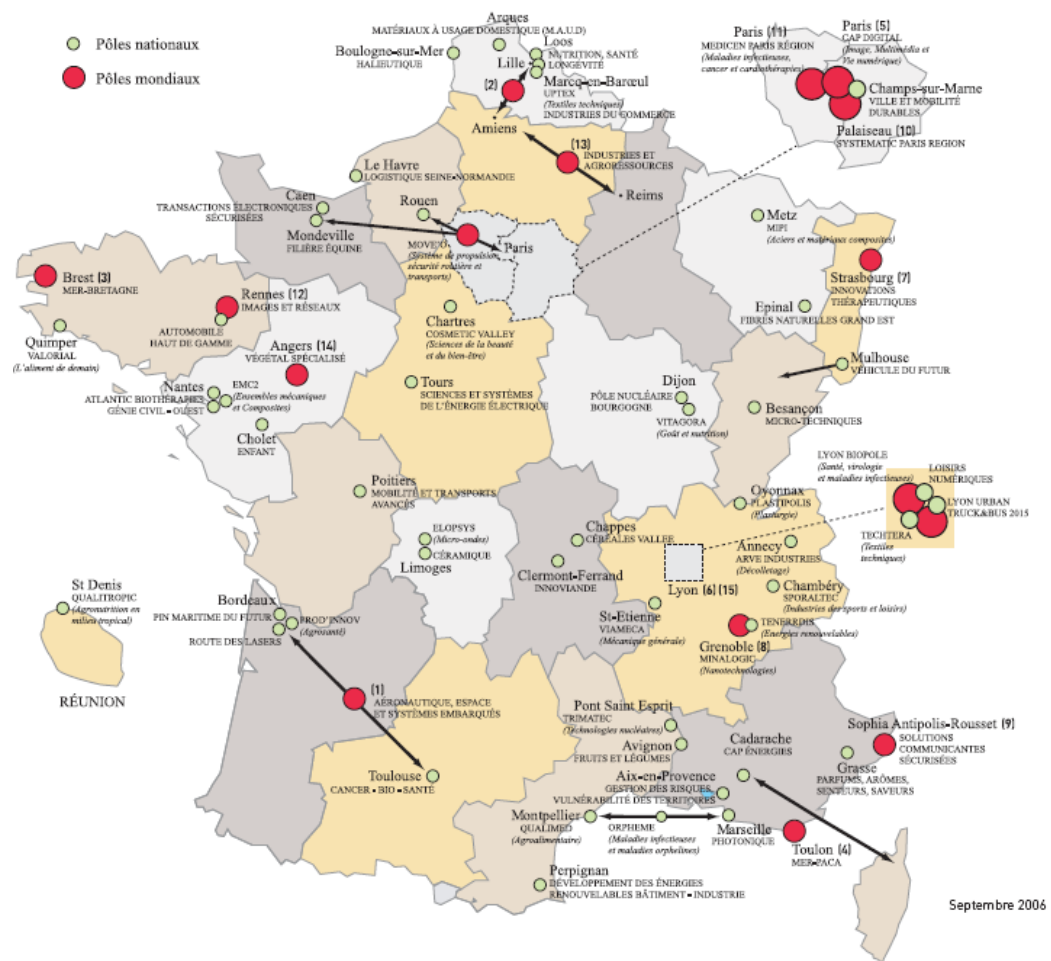 Pôles nationaux
Pôles mondiaux
Arques
MATÉRIAUX À USAGE DOMESTIQUE (M.A.U.D)
Boulogne-sur-Mer
HALIEUTIQUE
Loos
NUTRITION, SANTÉ
LONGÉVITÉ
Lille
Marcq-en-Barœul
UPTEX
(Textiles techniques)
INDUSTRIES DU COMMERCE
(2)
Amiens
Paris (11)
MEDICEN PARIS RÉGION
(Maladies infectieuses,
cancer et cardiothérapies)
Paris (5)
CAP DIGITAL
(Image, Multimédia et
Vie numérique)
Champs-sur-Marne
VILLE ET MOBILITÉ
DURABLES
Palaiseau (10)
SYSTEMATIC PARIS REGION
(13)
INDUSTRIES ET
AGRORESSOURCES
Reims
Le Havre
LOGISTIQUE SEINE-NORMANDIE
Caen
TRANSACTIONS ÉLECTRONIQUES
SÉCURISÉES
Mondeville
FILIÈRE ÉQUINE
Rouen
Paris
MOVEO
(Système de propulsion,
sécurité routière et
transports)
Metz
MIPI
(Aciers et matériaux composites)
Strasbourg (7)
INNOVATIONS
THÉRAPEUTIQUES
Epinal
FIBRES NATURELLES GRAND EST
Brest (3)
MER-BRETAGNE
Rennes (12)
IMAGES ET RÉSEAUX
AUTOMOBILE
HAUT DE GAMME
Quimper
VALORIAL
(L'aliment de demain)
Chartres
COSMETIC VALLEY
(Sciences de la beauté
et du bien-être)
Angers (14)
VÉGÉTAL SPÉCIALISÉ
Mulhouse
VÉHICULE DU FUTUR
Nantes
ATLANTIC BIOTHÉRAPIES
GÉNIE CIVIL - OUEST
EMC2
(Ensembles mécaniques
et Composites)
Cholet
ENFANT
Tours
SCIENCES ET SYSTÈMES
DE L'ÉNERGIE ÉLECTRIQUE
Dijon
PÔLE NUCLÉAIRE
BOURGOGNE
VITAGORA
(Goût et nutrition)
Besançon
MICRO-TECHNIQUES
LYON BIOPOLE
(Santé, virologie
et maladies infectieuses)
LOISIRS
NUMÉRIQUES
LYON URBAN
TRUCK&BUS 2015
TECHTERA
(Textiles
techniques)
Poitiers
MOBILITÉ ET TRANSPORTS
AVANCÉS
Oyonnax
PLASTIPOLIS
(Plasturgie)
ELOPSYS
(Micro-ondes)
CÉRAMIQUE
Limoges
Chappes
CÉRÉALES VALLEE
Clermont-Ferrand
INNOVIANDE
Annecy
ARVE INDUSTRIES
(Décolletage)
Lyon (6) (15)
Chambéry
SPORALTEC
(Industries des sports et loisirs)
St-Etienne
VIAMECA
(Mécanique générale)
TENERRDIS
(Energies renouvelables)
Grenoble (8)
MINALOGIC
(Nanotechnologies)
St Denis
QUALITROPIC
(Agronutrition en
milieu tropical)
RÉUNION
Bordeaux
PIN MARITIME DU FUTUR
PROD'INNOV
(Agrosanté)
ROUTE DES LASERS
(1)
AÉRONAUTIQUE, ESPACE
ET SYSTÈMES EMBARQUÉS
Toulouse
CANCER - BIO - SANTÉ
Pont Saint Esprit
TRIMATEC
(Technologies nucléaires)
Avignon
FRUITS ET LÉGUMES
Cadarache
CAP ÉNERGIES
Sophia Antipolis-Rousset (9)
SOLUTIONS
COMMUNICANTES
SÉCURISÉES
Grasse
PARFUMS, ARÔMES,
SENTEURS, SAVEURS
Aix-en-Provence
GESTION DES RISQUES,
VULNÉRABILITÉ DES TERRITOIRES
Montpellier
QUALIMED
(Agroalimentaire)
ORPHEME
(Maladies infectieuses
et maladies orphelines)
Marseille
PHOTONIQUE
Toulon (4)
MER-PACA
Perpignan
DÉVELOPPEMENT DES ÉNERGIES
RENOUVELABLES BÂTIMENT - INDUSTRIE
Septembre 2006